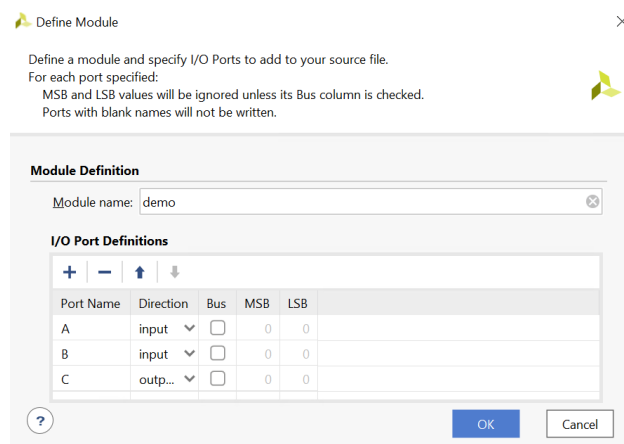 Define Module
Define a module and specify I/O Ports to add to your source file.
For each port specified:
MSB and LSB values will be ignored unless its Bus column is checked.
Ports with blank names will not be written.
Module Definition
Module name: demo
I/O Port Definitions
Port Name Direction Bus MSB LSB
A input 0 0
B input 0 0
C outp... 0 0
? OK Cancel